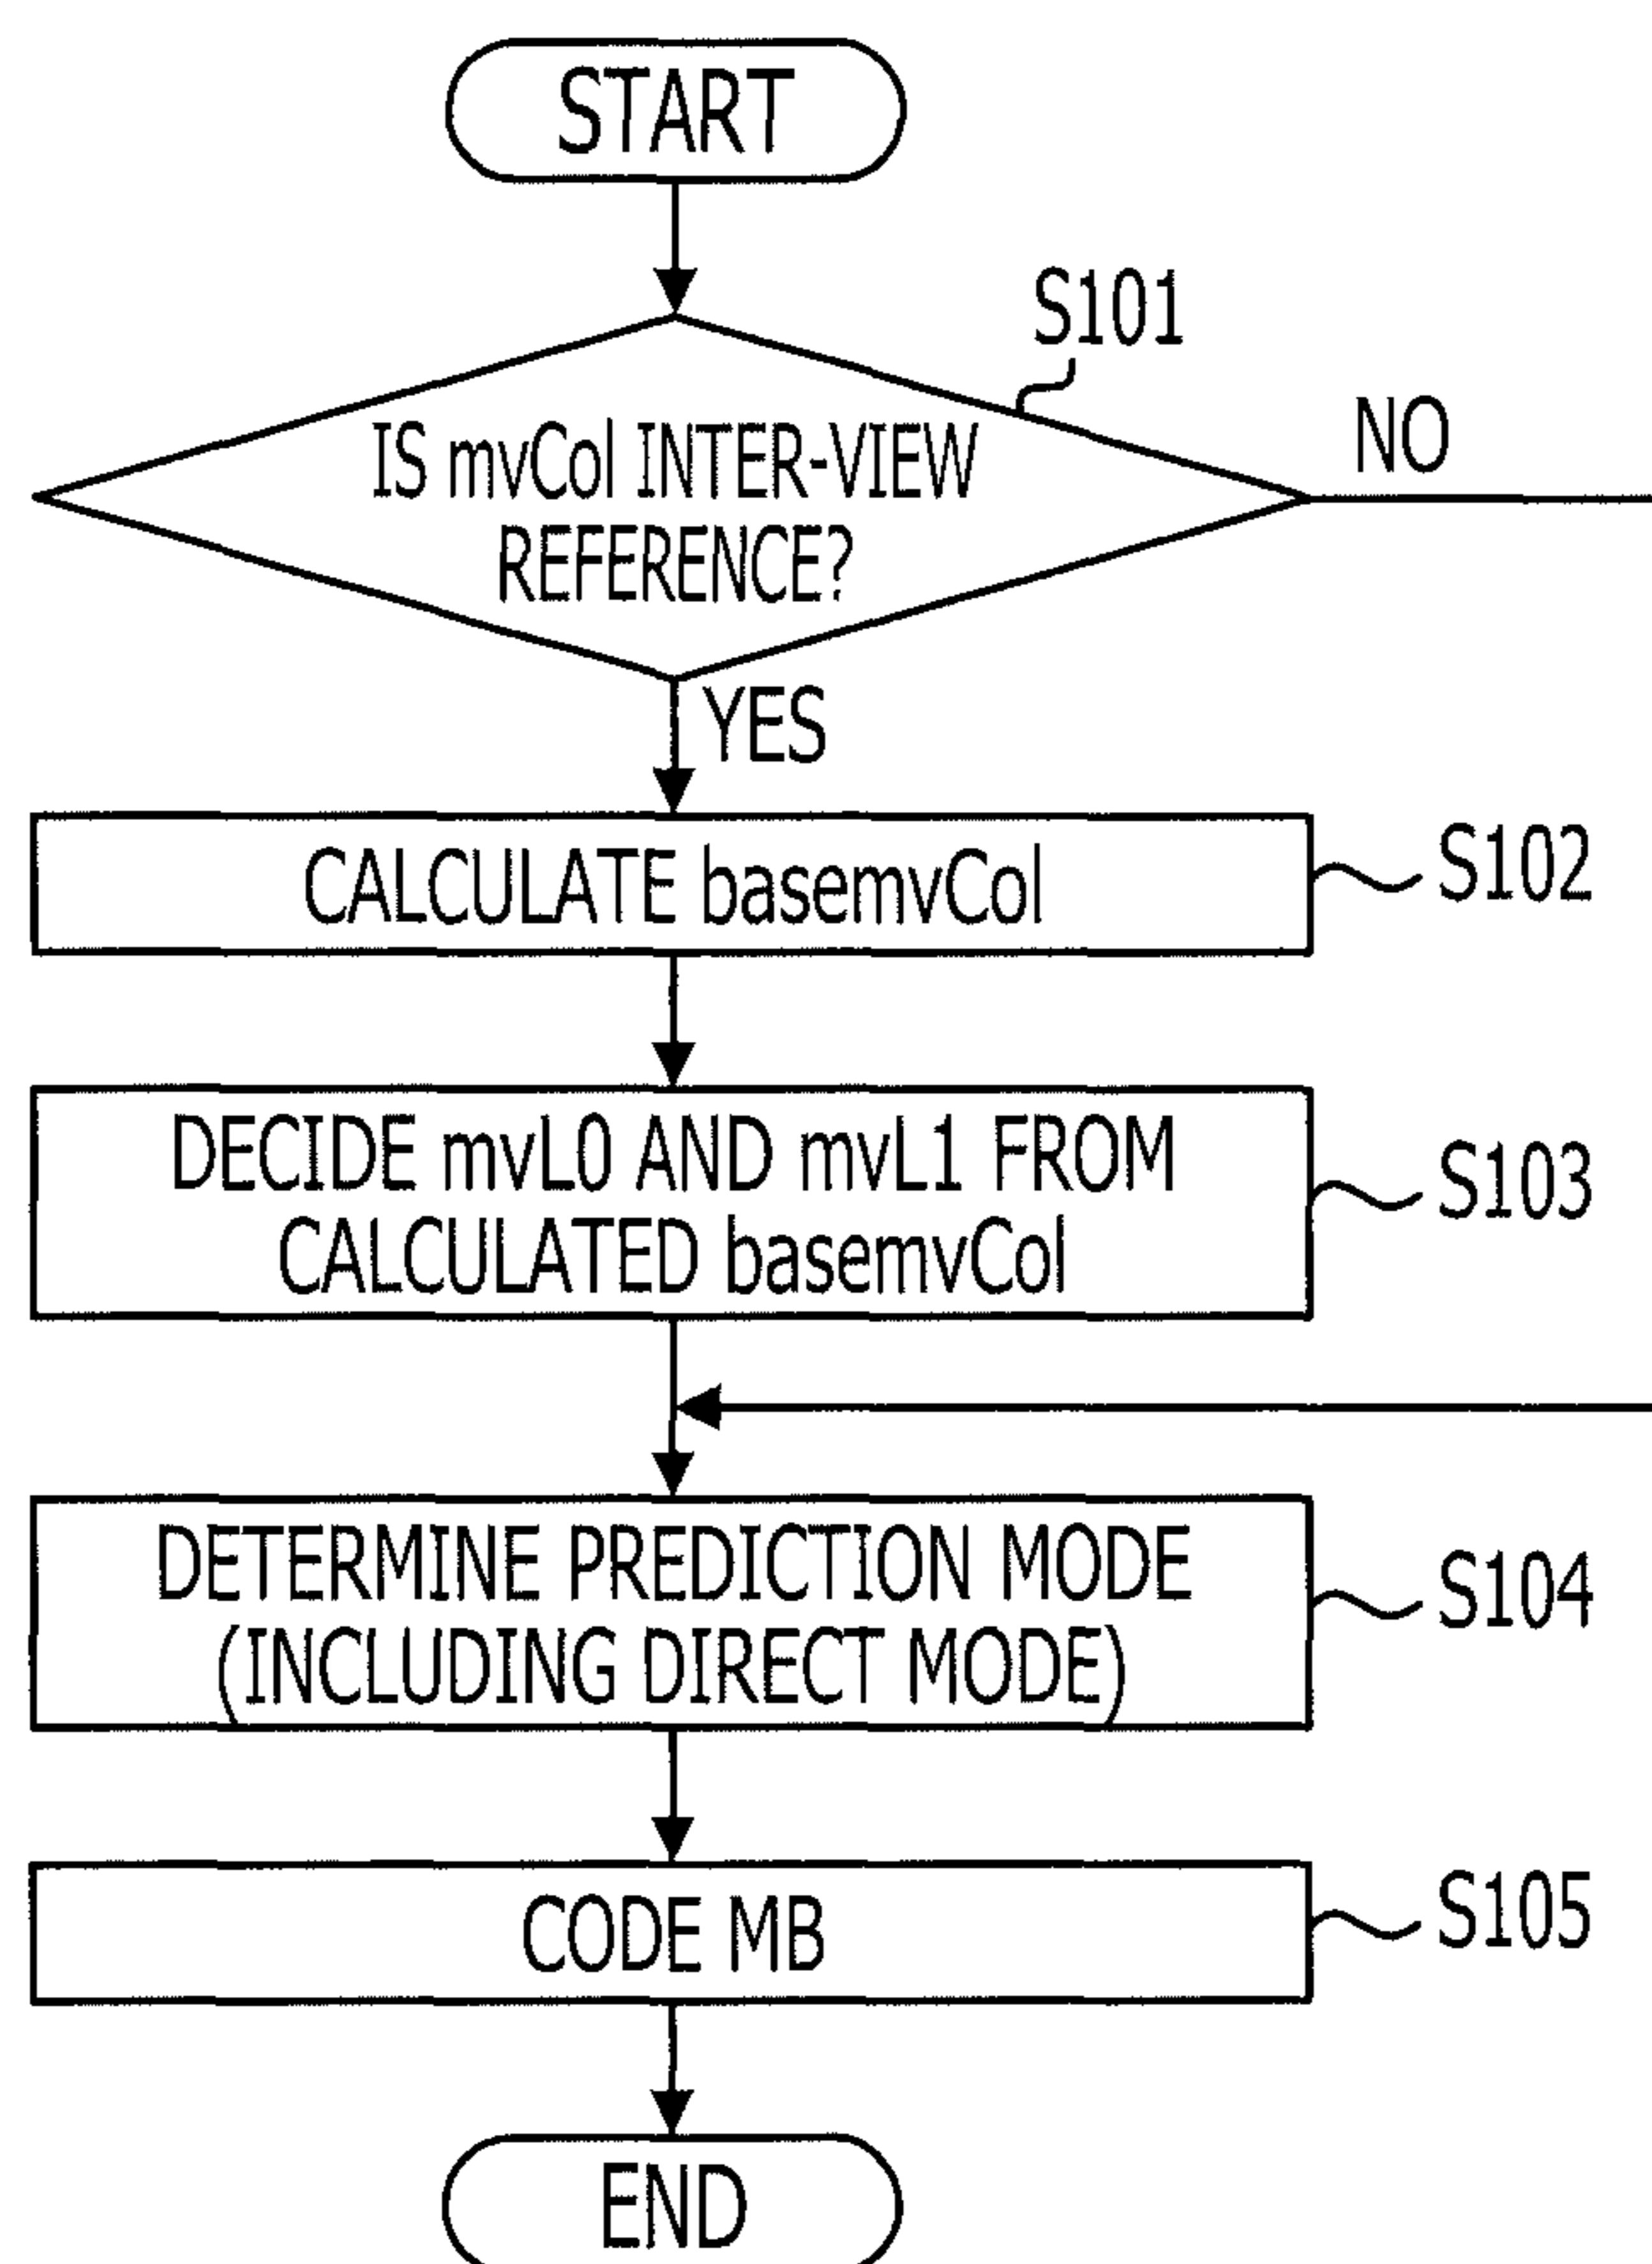 START
S101
IS mvCol INTER-VIEW
REFERENCE?
NO
YES
CALCULATE basemvCol
S102
DECIDE mvL0 AND mvL1 FROM
CALCULATED basemvCol
S103
DETERMINE PREDICTION MODE
(INCLUDING DIRECT MODE)
S104
CODE MB
S105
END